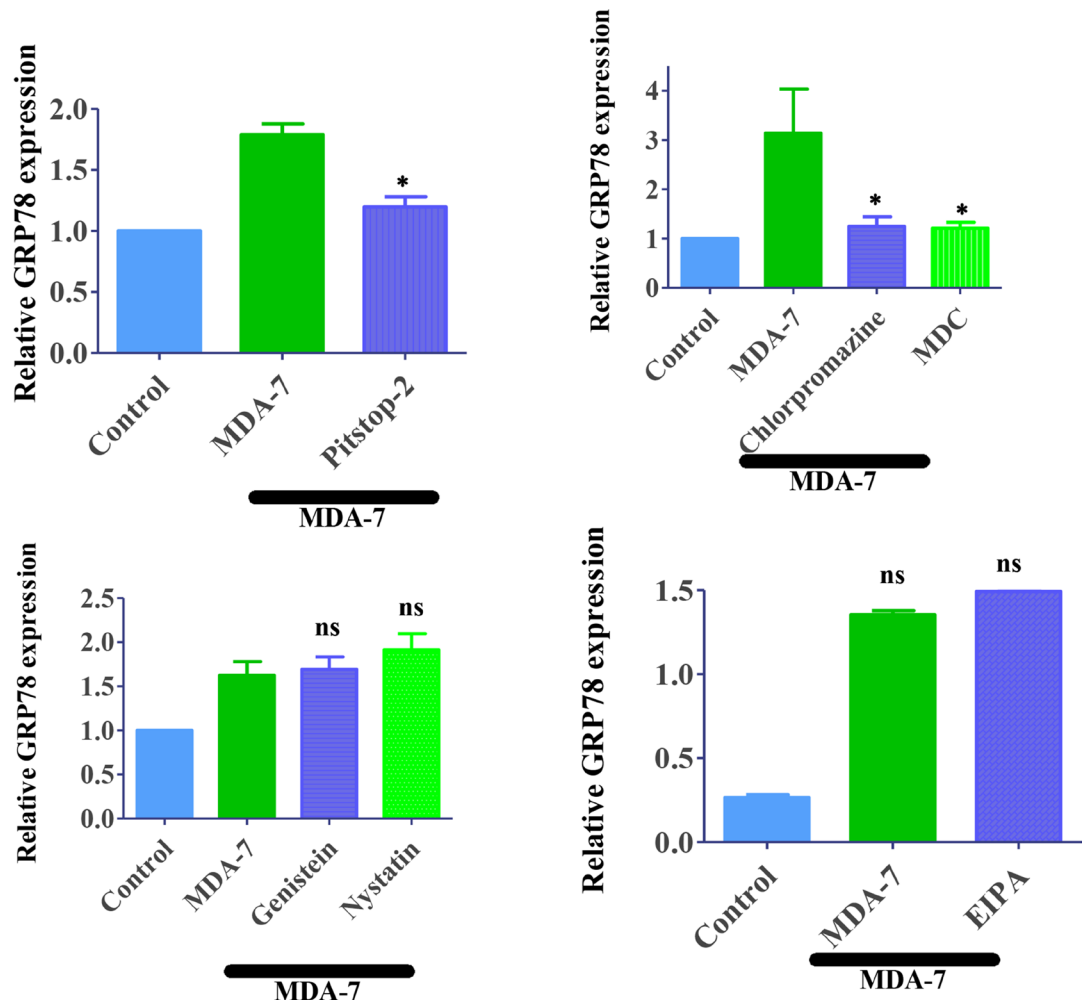 Relative GRP78 expression
2.0
1.5
1.0
0.5
0.0
*
Control
MDA-7
Pitstop-2
MDA-7
Relative GRP78 expression
4
3
2
1
0
*
*
Control
MDA-7
Chlorpromazine
MDC
MDA-7
Relative GRP78 expression
2.5
2.0
1.5
1.0
0.5
0.0
ns
ns
Control
MDA-7
Genistein
Nystatin
MDA-7
Relative GRP78 expression
1.5
1.0
0.5
0.0
ns
ns
Control
MDA-7
EIPA
MDA-7